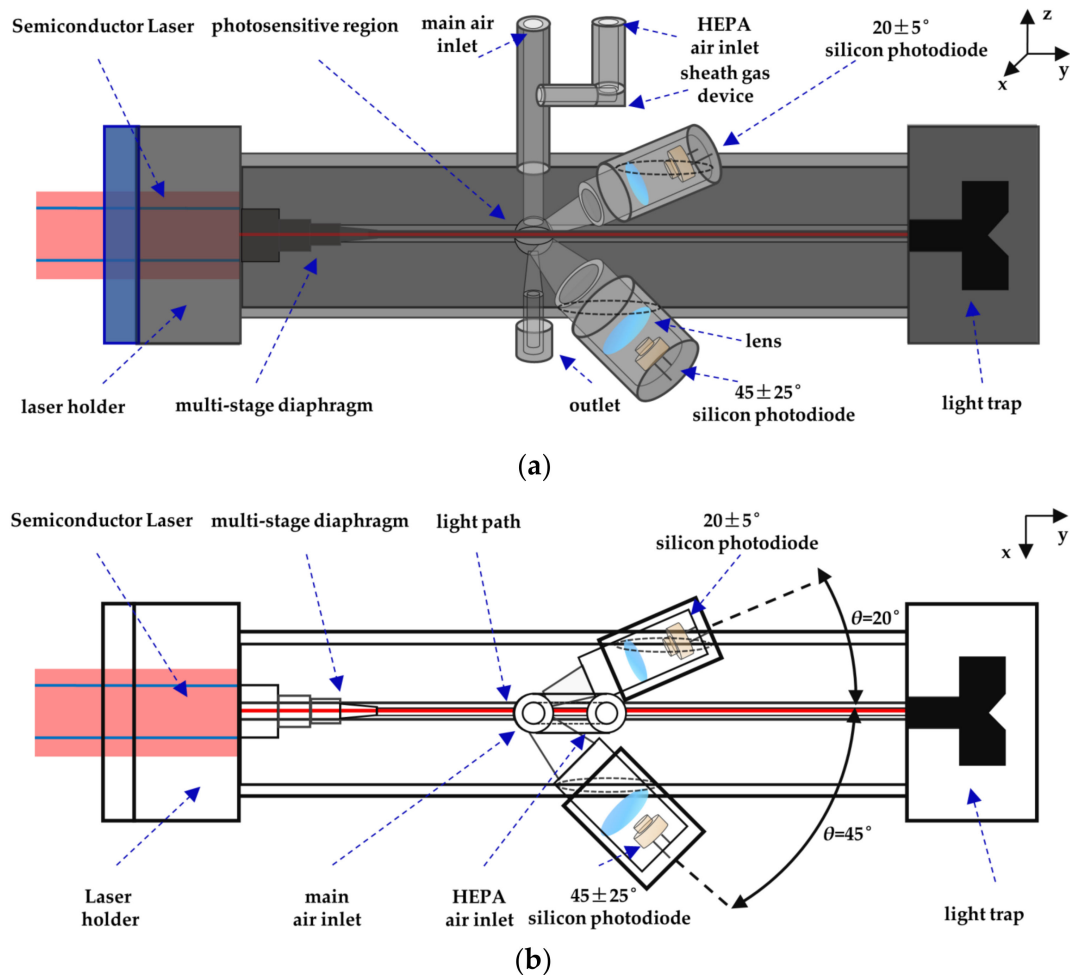 Semiconductor Laser
photosensitive region
main air
inlet
HEPA
air inlet
sheath gas
device
20±5°
silicon photodiode
z
y
x
laser holder
multi-stage diaphragm
outlet
lens
45±25°
silicon photodiode
light trap
(a)
Semiconductor Laser
multi-stage diaphragm
light path
20±5°
silicon photodiode
y
x
θ=20°
θ=45°
Laser
holder
main
air inlet
HEPA
air inlet
45±25°
silicon photodiode
light trap
(b)